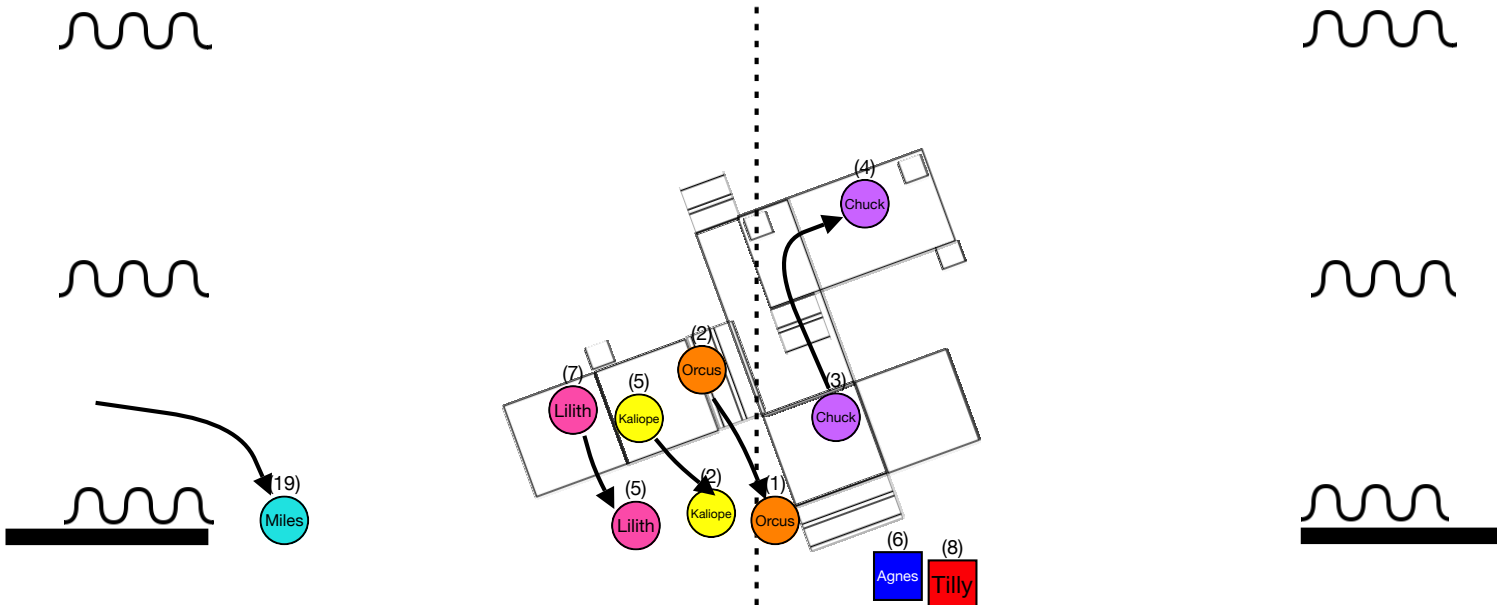 (4)
Chuck
(2)
Orcus
(7)
Lilith
(5)
Kaliope
(3)
Chuck
(19)
Miles
(5)
Lilith
(2)
Kaliope
(1)
Orcus
(6)
Agnes
(8)
Tilly